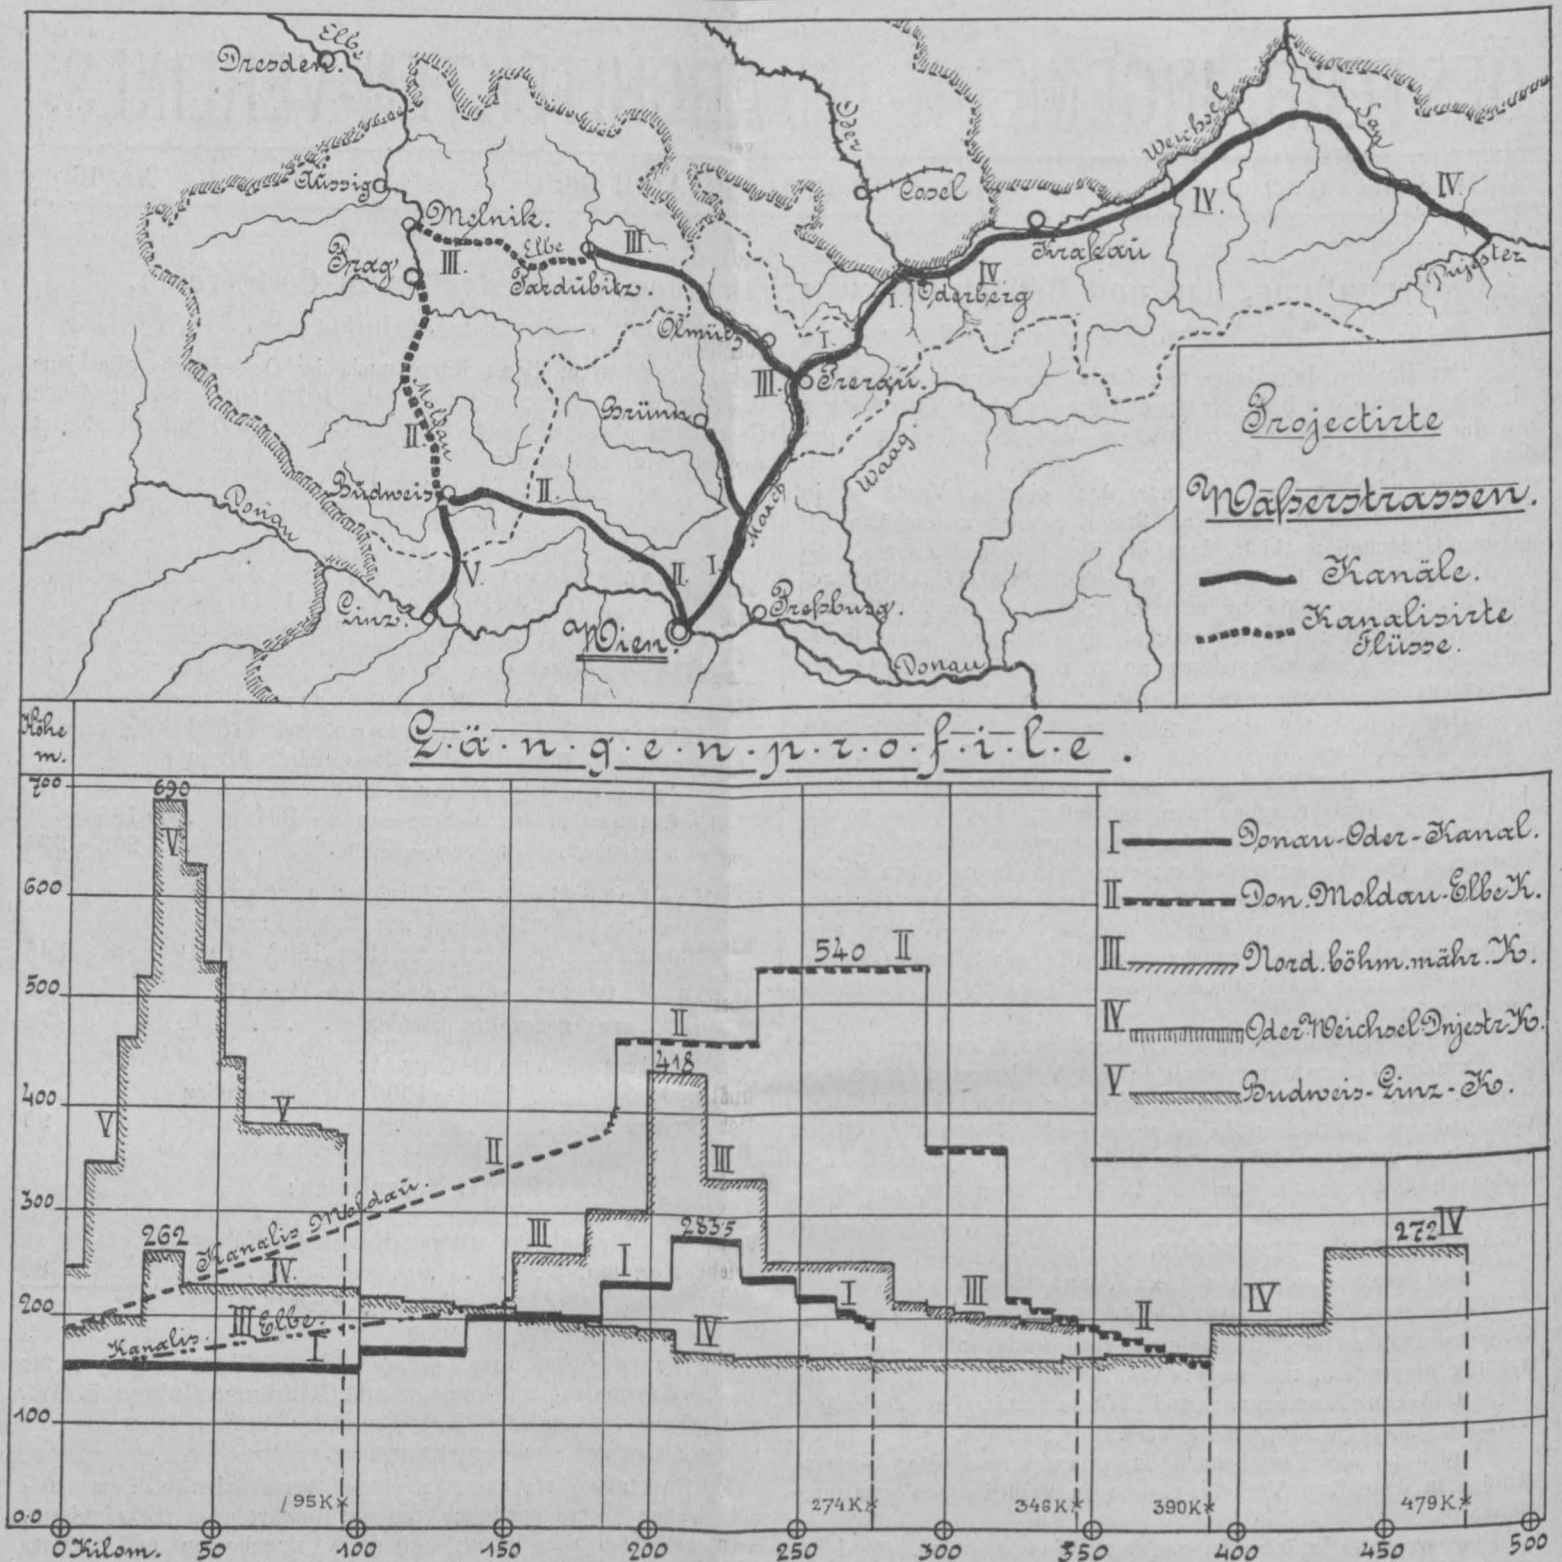 Elbe
Dresden.
Oder
Weichsel
San
Aussig
Cosel
IV.
Melnik.
III.
Elbe
III
Krakau
IV.
Prag
Pardubitz.
IV.
Oderberg
I.
Dnjester
Olmütz
I.
III.
Prerau.
Moldau
II.
Brünn
Waag.
Budweis
II.
March
Donau
V.
II.
I.
Linz.
Wien.
Preßburg.
Donau
Projectirte
Waßerstrassen.
Kanäle.
Kanalisirte
Flüsse.
Höhe
m.
Längenprofile.
700
690
V
I Donau-Oder-Kanal.
600
II Don. Moldau-Elbe K.
540 II
III Nord. böhm. mähr. K.
500
II
IV Oder Weichsel Dnjestr K.
418
400
V
V
V Budweis-Linz-K.
II
III
300
Kanalis Moldau.
262
III
283.5
272 IV
IV.
I
I
III
IV
200
III Elbe.
II
Kanalis.
I
IV
100
95K
274K
346K
390K
479K
0.0
0 Kilom. 50 100 150 200 250 300 350 400 450 500